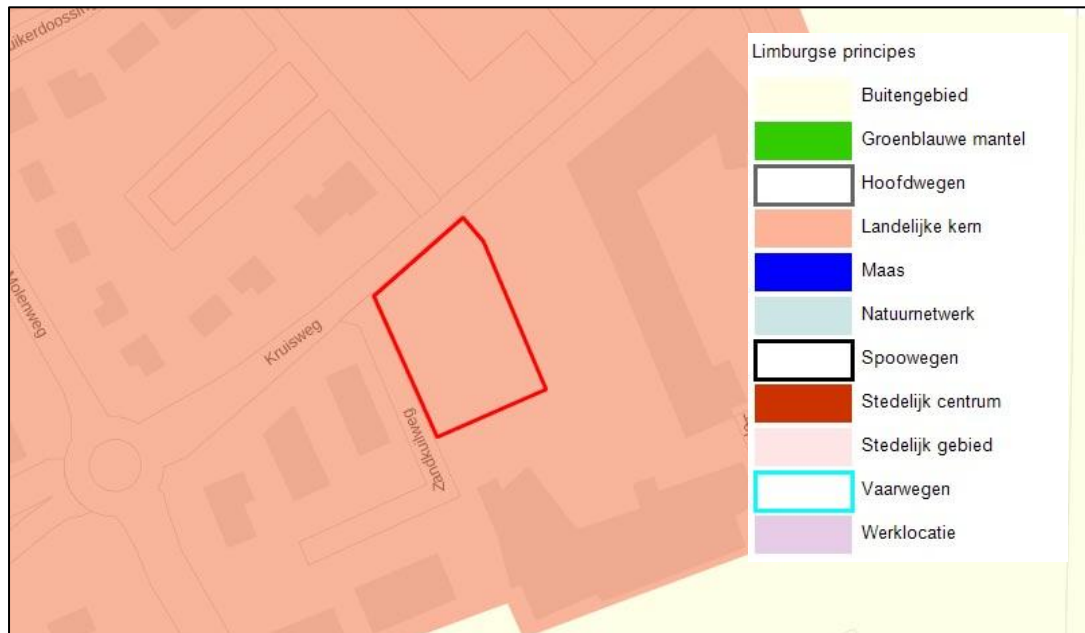 Limburgse principes
Buitengebied
Groenblauwe mantel
Hoofdwegen
Landelijke kern
Maas
Natuurnetwerk
Spoowegen
Stedelijk centrum
Stedelijk gebied
Vaarwegen
Werklocatie
Molenweg
Kruisweg
Zandkuilweg